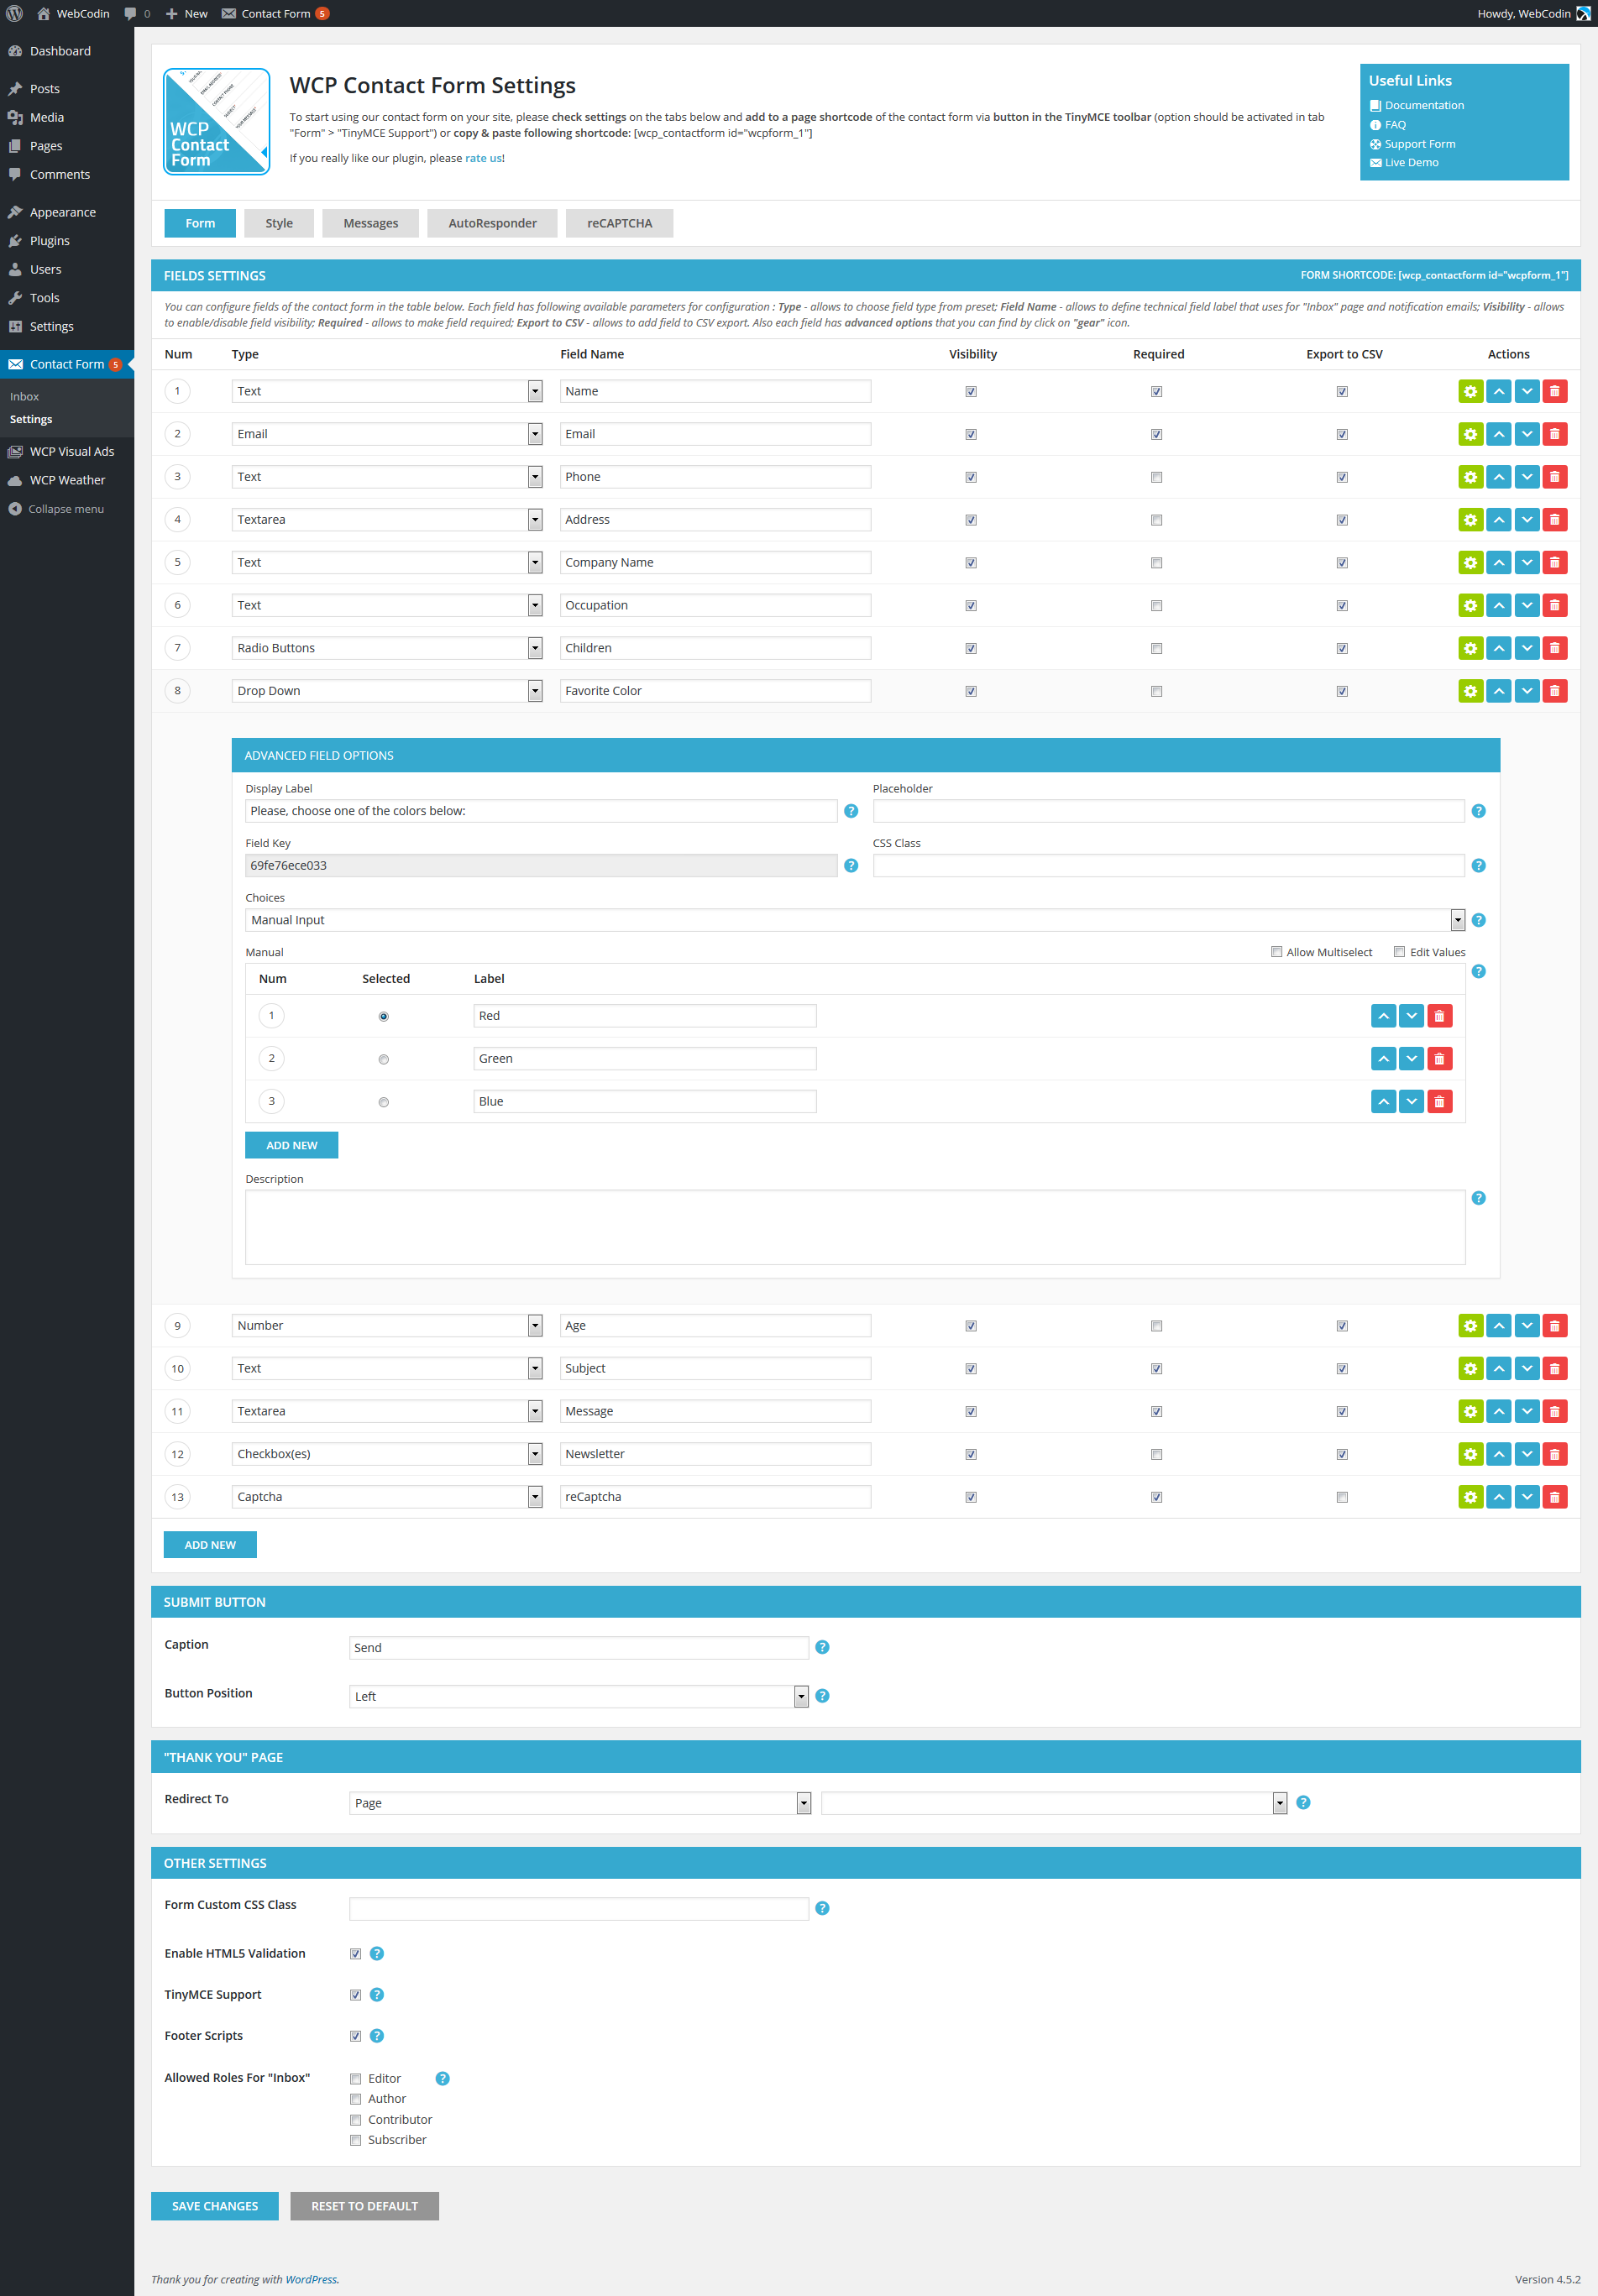 WebCodin 0 New Contact Form 5 Howdy, WebCodin
Dashboard
Posts
Media
Pages
Comments
Appearance
Plugins
Users
Tools
Settings
Contact Form 5
Inbox
Settings
WCP Visual Ads
WCP Weather
Collapse menu
WCP
Contact
Form
WCP Contact Form Settings
To start using our contact form on your site, please check settings on the tabs below and add to a page shortcode of the contact form via button in the TinyMCE toolbar (option should be activated in tab
"Form" > "TinyMCE Support") or copy & paste following shortcode: [wcp_contactform id="wcpform_1"]
If you really like our plugin, please rate us!
Useful Links
Documentation
FAQ
Support Form
Live Demo
Form Style Messages AutoResponder reCAPTCHA
FIELDS SETTINGS FORM SHORTCODE: [wcp_contactform id="wcpform_1"]
You can configure fields of the contact form in the table below. Each field has following available parameters for configuration : Type - allows to choose field type from preset; Field Name - allows to define technical field label that uses for "Inbox" page and notification emails; Visibility - allows
to enable/disable field visibility; Required - allows to make field required; Export to CSV - allows to add field to CSV export. Also each field has advanced options that you can find by click on "gear" icon.
Num Type Field Name Visibility Required Export to CSV Actions
1 Text Name
2 Email Email
3 Text Phone
4 Textarea Address
5 Text Company Name
6 Text Occupation
7 Radio Buttons Children
8 Drop Down Favorite Color
ADVANCED FIELD OPTIONS
Display Label Placeholder
Please, choose one of the colors below: ? ?
Field Key CSS Class
69fe76ece033 ? ?
Choices
Manual Input ?
Manual Allow Multiselect Edit Values
Num Selected Label ?
1 Red
2 Green
3 Blue
ADD NEW
Description
?
9 Number Age
10 Text Subject
11 Textarea Message
12 Checkbox(es) Newsletter
13 Captcha reCaptcha
ADD NEW
SUBMIT BUTTON
Caption Send ?
Button Position Left ?
"THANK YOU" PAGE
Redirect To Page ?
OTHER SETTINGS
Form Custom CSS Class ?
Enable HTML5 Validation ?
TinyMCE Support ?
Footer Scripts ?
Allowed Roles For "Inbox" Editor ?
Author
Contributor
Subscriber
SAVE CHANGES RESET TO DEFAULT
Thank you for creating with WordPress. Version 4.5.2